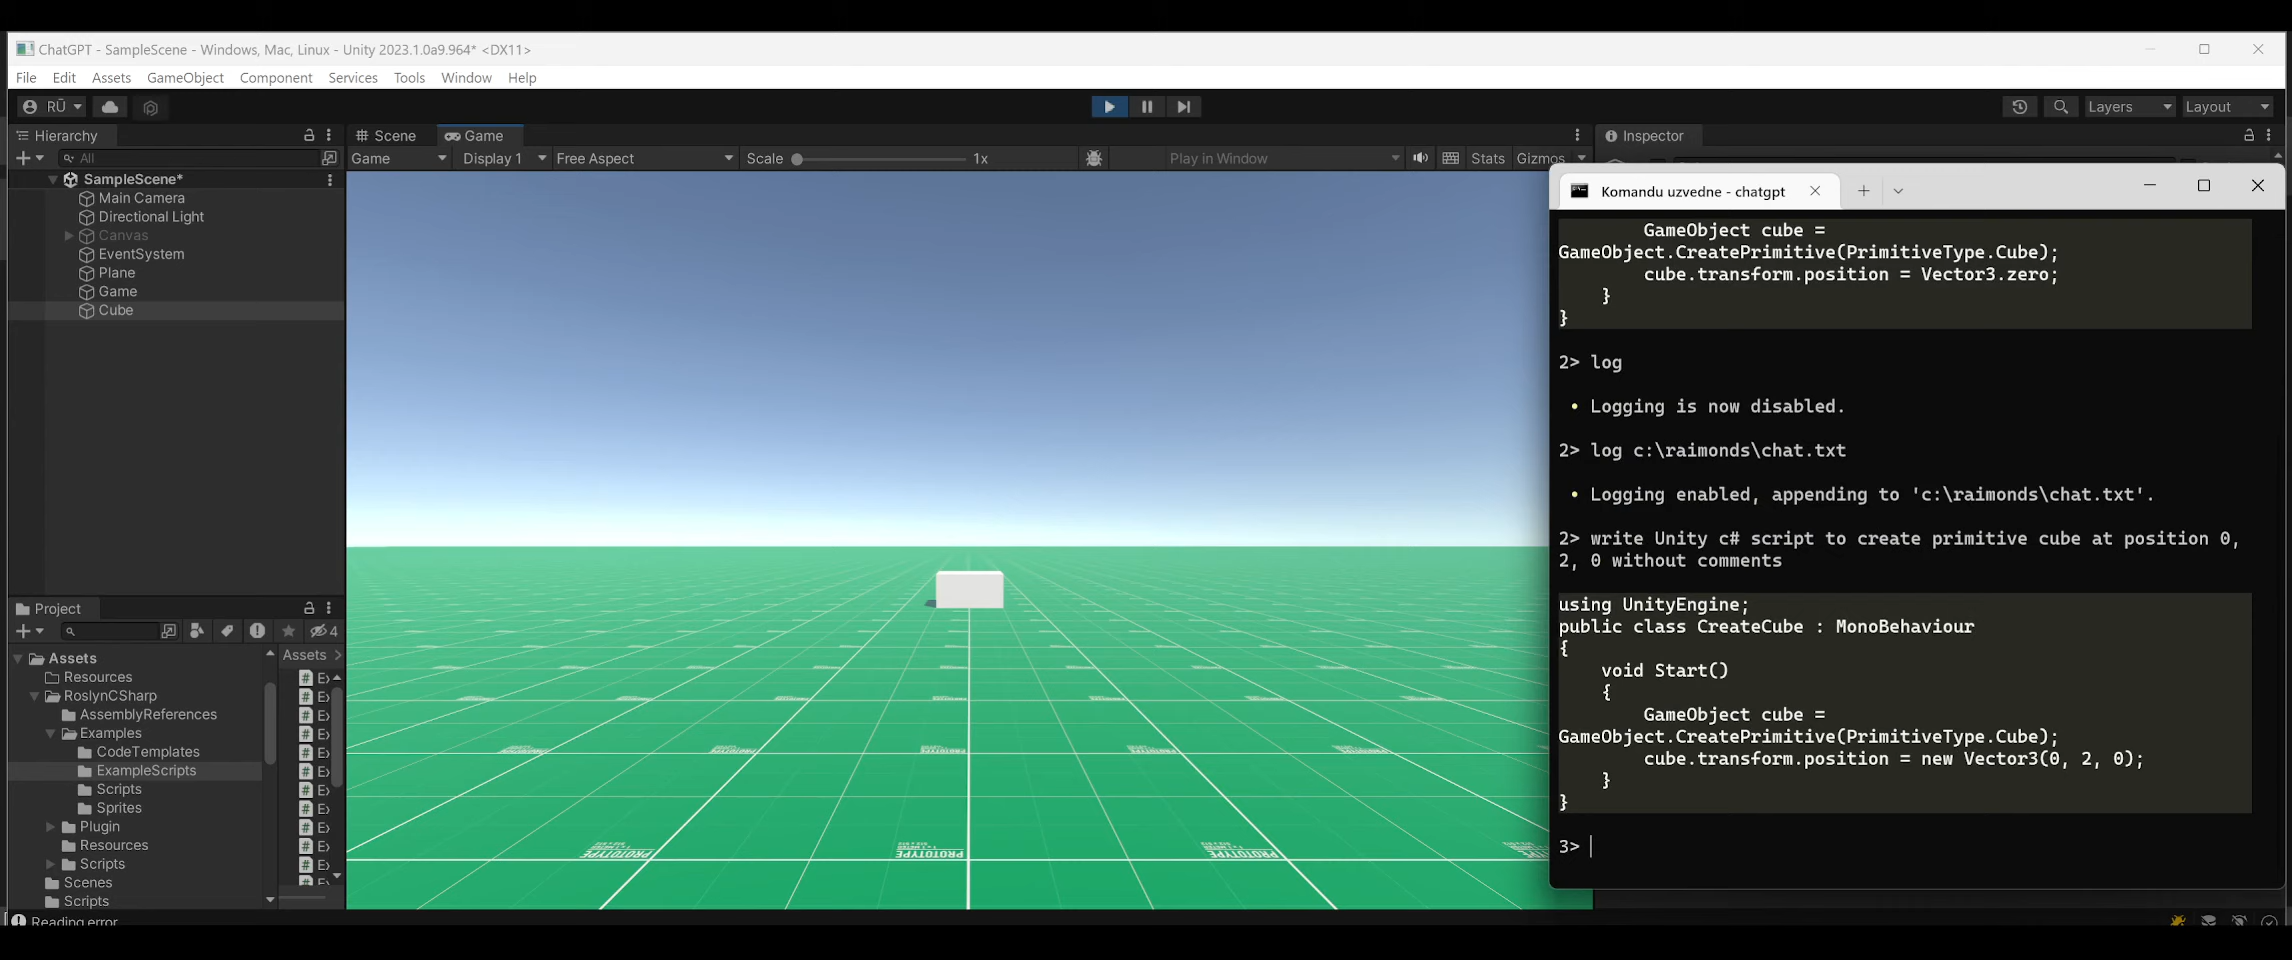 ChatGPT - SampleScene - Windows, Mac, Linux - Unity 2023.1.0a9.964* <DX11>
File Edit Assets GameObject Component Services Tools Window Help
RŪ
Layers Layout
Hierarchy
Scene Game
Inspector
All
Game Display 1 Free Aspect Scale 1x Play in Window Stats Gizmos
SampleScene*
Main Camera
Directional Light
Canvas
EventSystem
Plane
Game
Cube
Project
4
Assets
Resources
RoslynCSharp
AssemblyReferences
Examples
CodeTemplates
ExampleScripts
Scripts
Sprites
Plugin
Resources
Scripts
Scenes
Scripts
Assets >
Reading error
PROTOTYPE PROTOTYPE PROTOTYPE
Komandu uzvedne - chatgpt
GameObject cube =
GameObject.CreatePrimitive(PrimitiveType.Cube);
cube.transform.position = Vector3.zero;
}
}
2> log
• Logging is now disabled.
2> log c:\raimonds\chat.txt
• Logging enabled, appending to 'c:\raimonds\chat.txt'.
2> write Unity c# script to create primitive cube at position 0,
2, 0 without comments
using UnityEngine;
public class CreateCube : MonoBehaviour
{
void Start()
{
GameObject cube =
GameObject.CreatePrimitive(PrimitiveType.Cube);
cube.transform.position = new Vector3(0, 2, 0);
}
}
3>